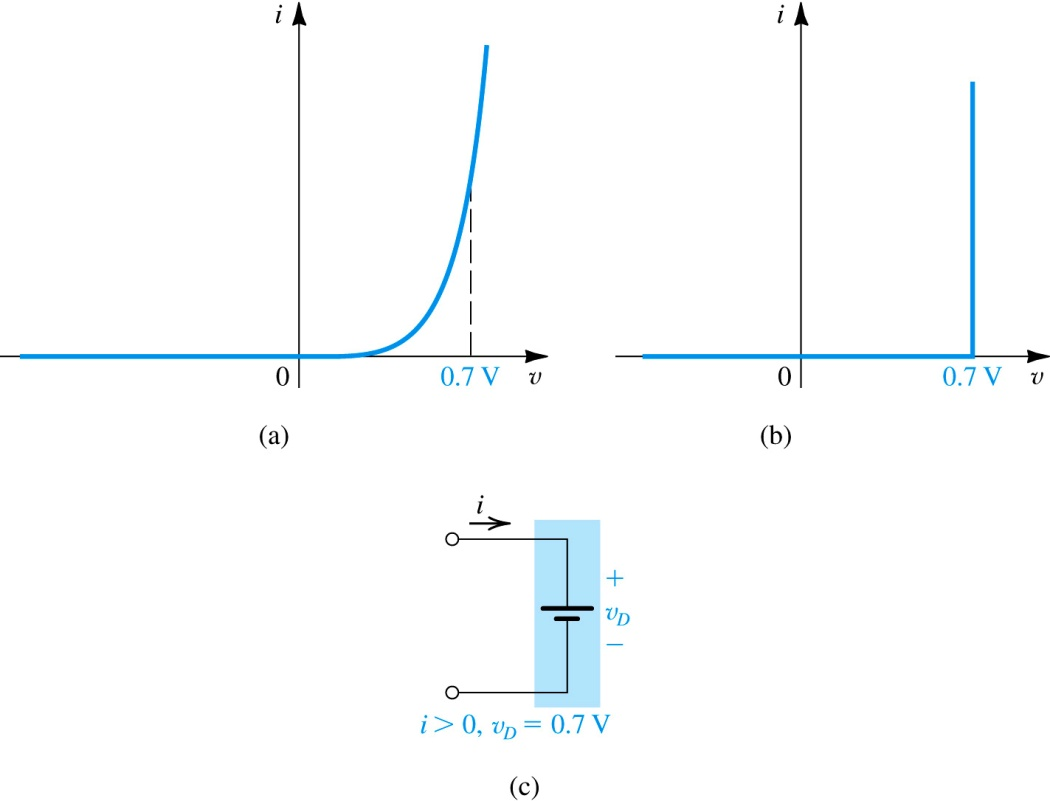 i
i
0
0.7 V
v
0
0.7 V
v
(a)
(b)
i
+
v_D
−
i > 0, v_D = 0.7 V
(c)